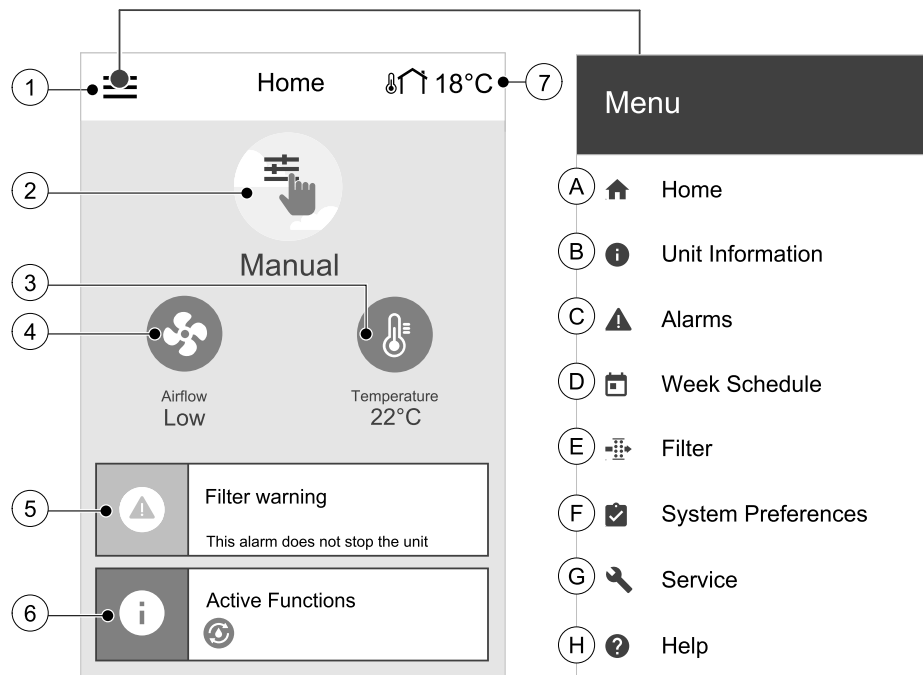 1
Home
18°C
7
Menu
2
Manual
3
4
Airflow
Low
Temperature
22°C
5
Filter warning
This alarm does not stop the unit
6
Active Functions
A
Home
B
Unit Information
C
Alarms
D
Week Schedule
E
Filter
F
System Preferences
G
Service
H
Help